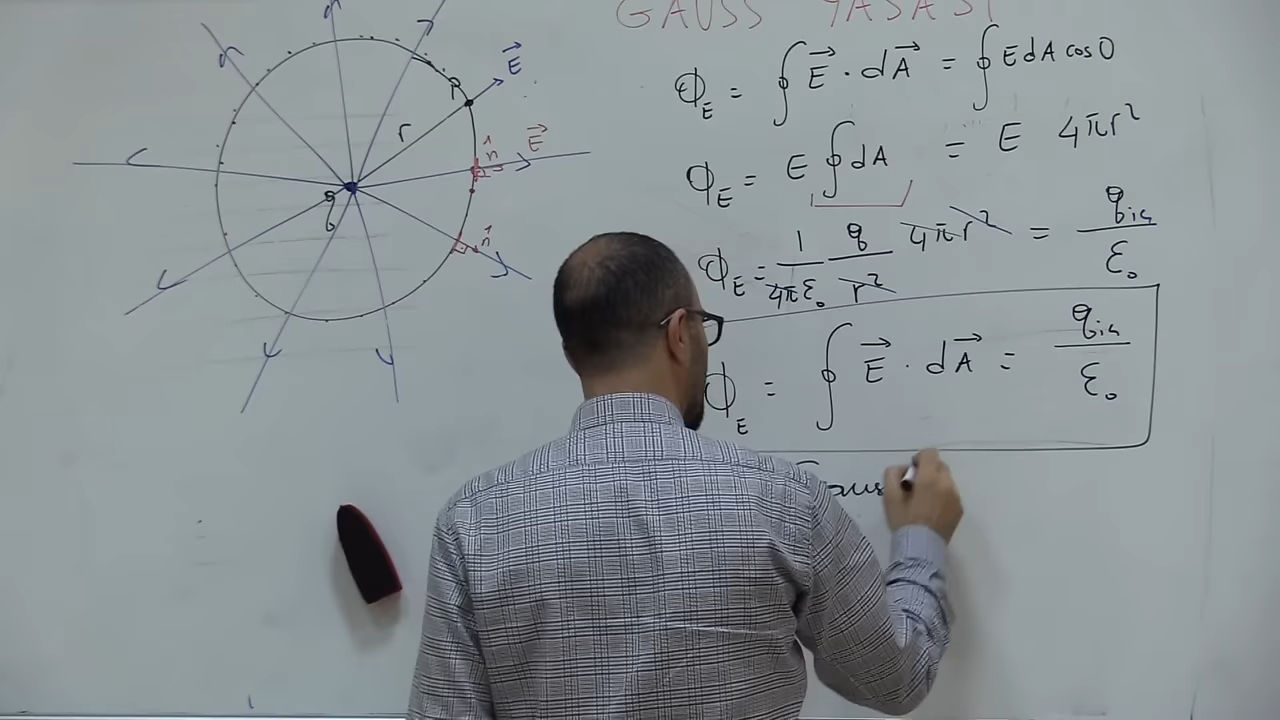 GAUSS YASASI
E⃗
P
r
n̂ E⃗
q
n̂
Φ_E = ∮ E⃗ · dA⃗ = ∮ E dA cos 0
Φ_E = E ∮ dA = E 4πr²
Φ_E = 1/4πε₀ q/r² 4πr² = q_iç/ε₀
Φ_E = ∮ E⃗ · dA⃗ = q_iç/ε₀
Gauss